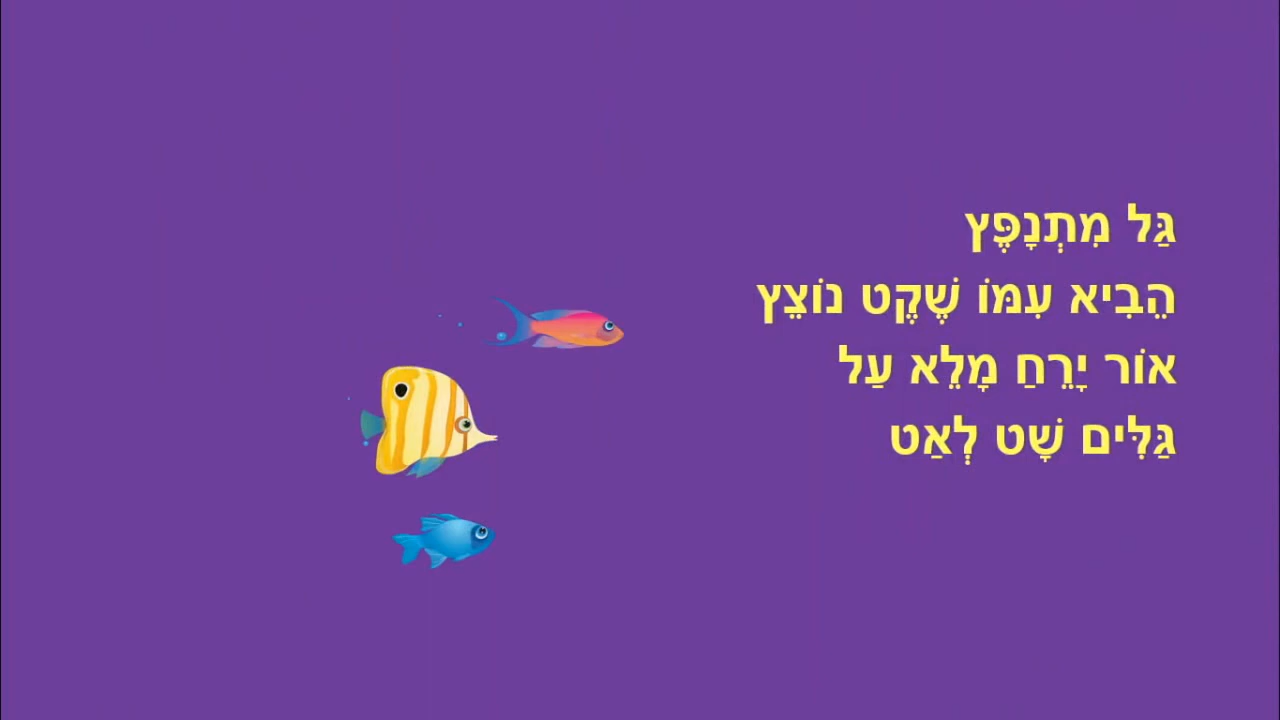 גַּל מִתְנָפֶּץ
הֵבִיא עִמּוֹ שֶׁקֶט נוֹצֵץ
אוֹר יָרֵחַ מָלֵא עַל
גַּלִּים שָׁט לְאַט